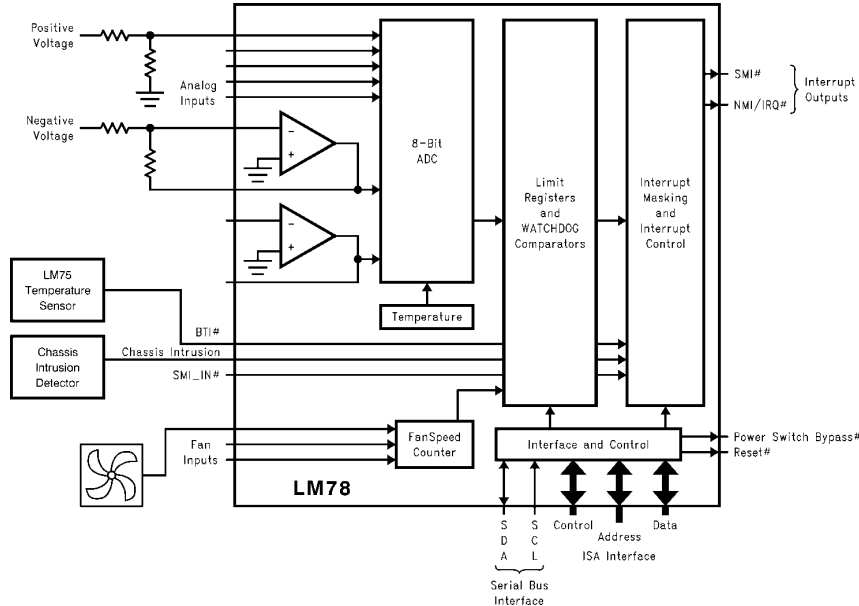 Positive
Voltage
Analog
Inputs
Negative
Voltage
8-Bit
ADC
Limit
Registers
and
WATCHDOG
Comparators
Interrupt
Masking
and
Interrupt
Control
SMI#
NMI/IRQ#
Interrupt
Outputs
LM75
Temperature
Sensor
Temperature
BTI#
Chassis
Intrusion
Detector
Chassis Intrusion
SMI_IN#
Fan
Inputs
FanSpeed
Counter
Interface and Control
Power Switch Bypass#
Reset#
LM78
SDA
SCL
Control
Address
Data
ISA Interface
Serial Bus
Interface